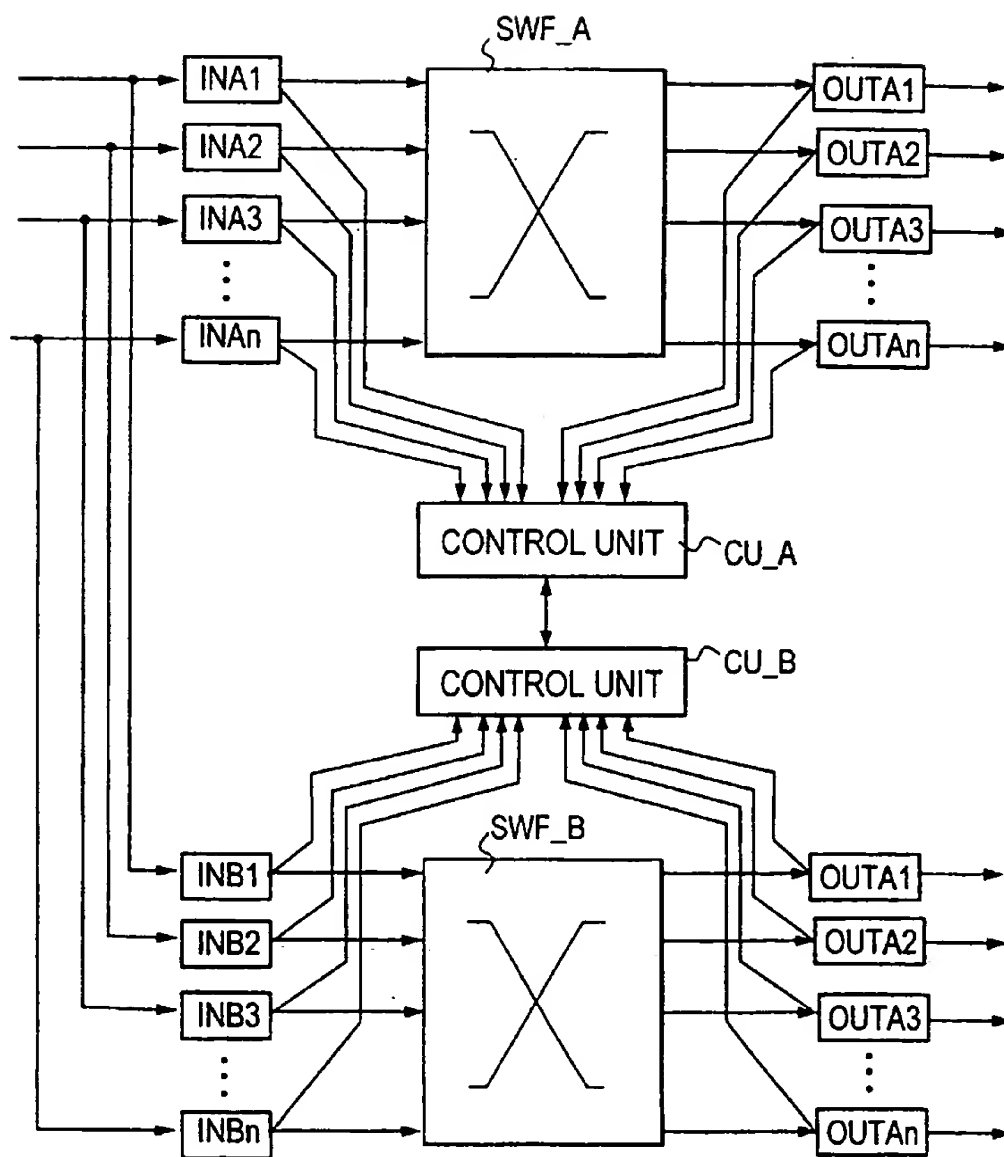 SWF_A
INA1
OUTA1
INA2
OUTA2
INA3
OUTA3
INAn
OUTAn
CONTROL UNIT
CU_A
CONTROL UNIT
CU_B
SWF_B
INB1
OUTA1
INB2
OUTA2
INB3
OUTA3
INBn
OUTAn